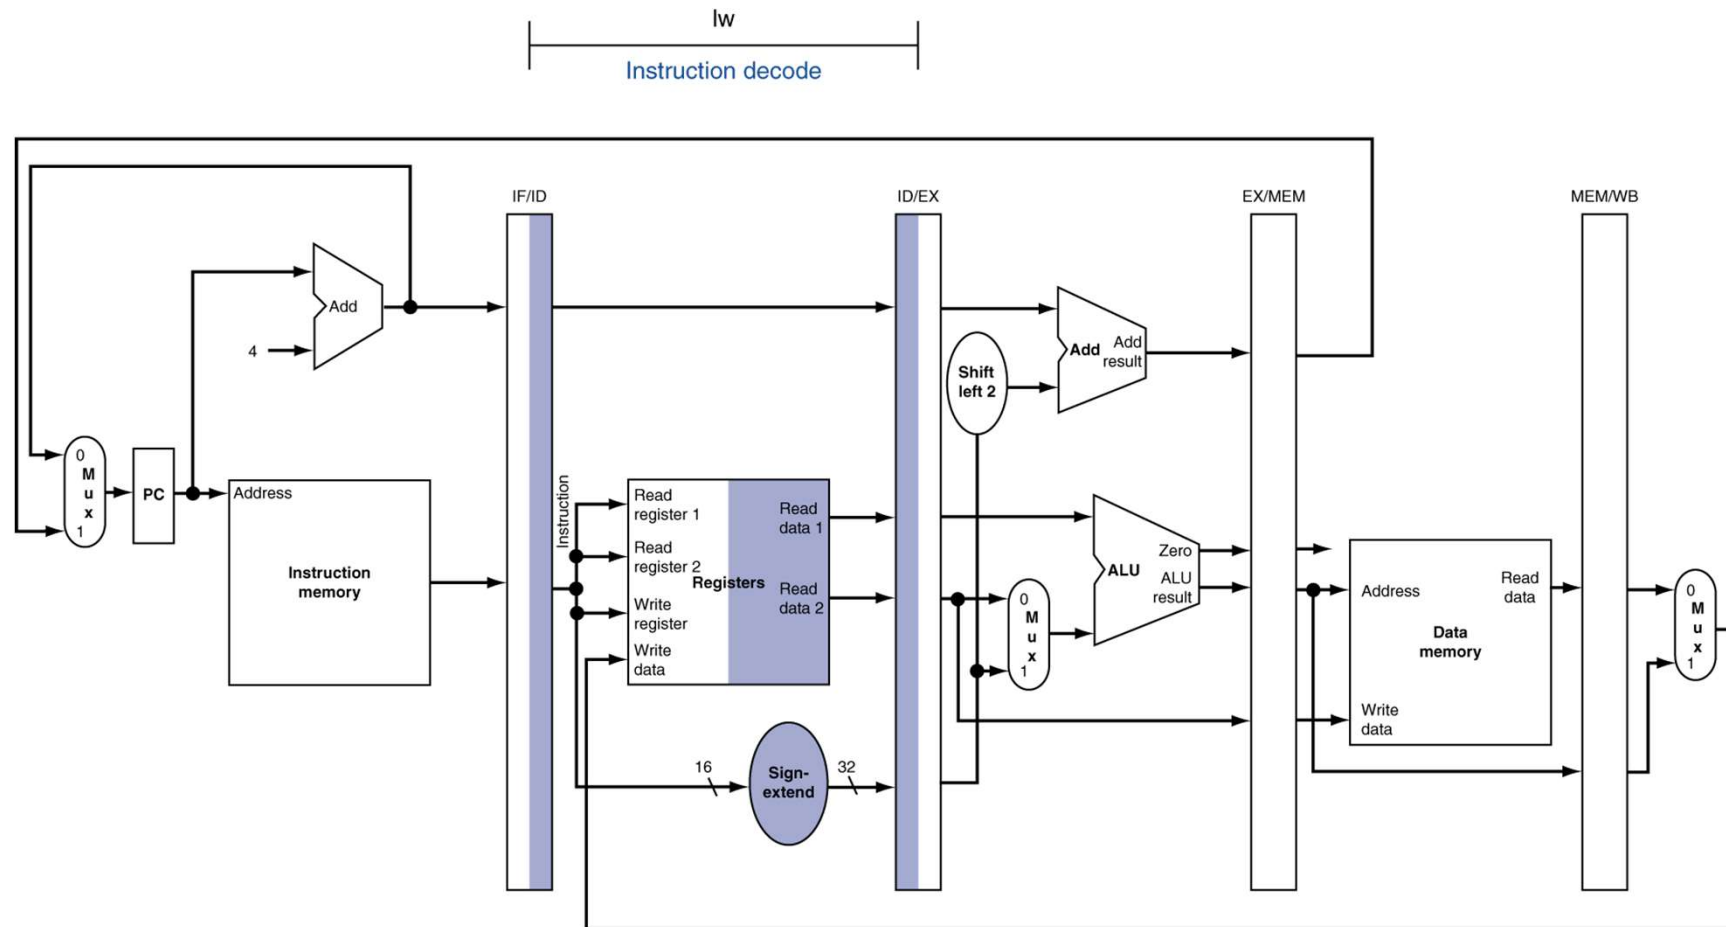 lw
Instruction decode
IF/ID
ID/EX
EX/MEM
MEM/WB
Add
4
Add
Add
result
Shift
left 2
0
M
u
x
1
PC
Address
Instruction
memory
Instruction
Read
register 1
Read
register 2
Registers
Write
register
Write
data
Read
data 1
Read
data 2
16
Sign-
extend
32
0
M
u
x
1
ALU
Zero
ALU
result
Address
Read
data
Data
memory
Write
data
0
M
u
x
1